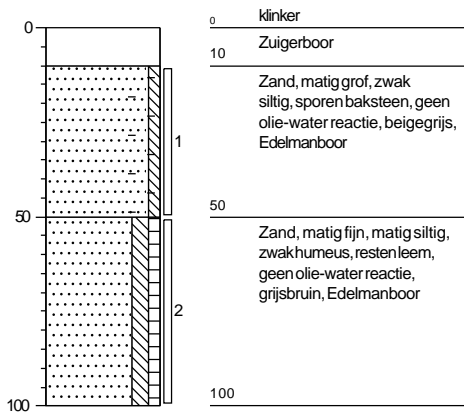 0
50
100
1
2
0
klinker
10
Zuigerboor
Zand, matig grof, zwak
siltig, sporen baksteen, geen
olie-water reactie, beigegrijs,
Edelmanboor
50
Zand, matig fijn, matig siltig,
zwak humeus, resten leem,
geen olie-water reactie,
grijsbruin, Edelmanboor
100